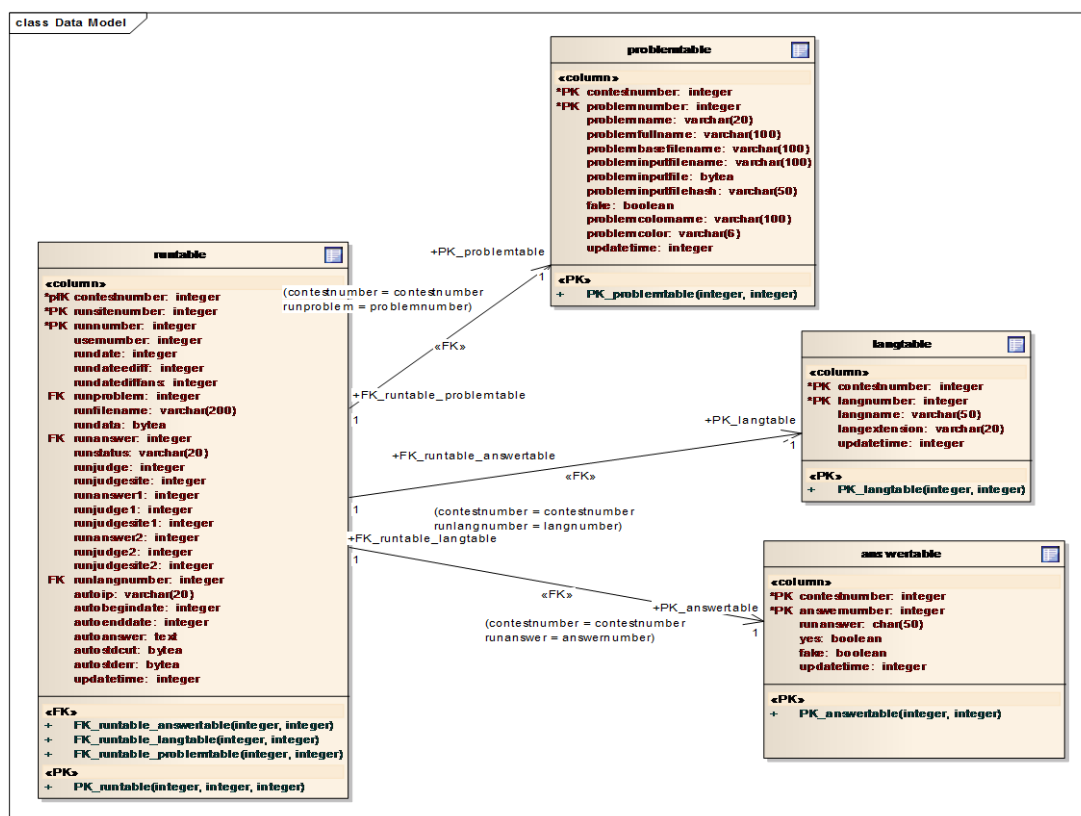 class Data Model
problemtable
«column»
*PK contestnumber: integer
*PK problemnumber: integer
problemname: varchar(20)
problemfullname: varchar(100)
problembasefilename: varchar(100)
probleminputfilename: varchar(100)
probleminputfile: bytea
probleminputfilehash: varchar(50)
fake: boolean
problemcolorname: varchar(100)
problemcolor: varchar(6)
updatetime: integer
«PK»
+ PK_problemtable(integer, integer)
runtable
«column»
*pfK contestnumber: integer
*PK runsitenumber: integer
*PK runnumber: integer
usernumber: integer
rundate: integer
rundateediff: integer
rundatediffans: integer
FK runproblem: integer
runfilename: varchar(200)
rundata: bytea
FK runanswer: integer
runstatus: varchar(20)
runjudge: integer
runjudgesite: integer
runanswer1: integer
runjudge1: integer
runjudgesite1: integer
runanswer2: integer
runjudge2: integer
runjudgesite2: integer
FK runlangnumber: integer
autoip: varchar(20)
autobegindate: integer
autoenddate: integer
autoanswer: text
autostdout: bytea
autostderr: bytea
updatetime: integer
«FK»
+ FK_runtable_answertable(integer, integer)
+ FK_runtable_langtable(integer, integer)
+ FK_runtable_problemtable(integer, integer)
«PK»
+ PK_runtable(integer, integer, integer)
+PK_problemtable
1
(contestnumber = contestnumber
runproblem = problemnumber)
«FK»
+FK_runtable_problemtable
1
langtable
«column»
*PK contestnumber: integer
*PK langnumber: integer
langname: varchar(50)
langextension: varchar(20)
updatetime: integer
«PK»
+ PK_langtable(integer, integer)
+PK_langtable
1
+FK_runtable_answertable
«FK»
1
(contestnumber = contestnumber
runlangnumber = langnumber)
+FK_runtable_langtable
1
«FK»
+PK_answertable
1
(contestnumber = contestnumber
runanswer = answernumber)
answertable
«column»
*PK contestnumber: integer
*PK answernumber: integer
runanswer: char(50)
yes: boolean
fake: boolean
updatetime: integer
«PK»
+ PK_answertable(integer, integer)